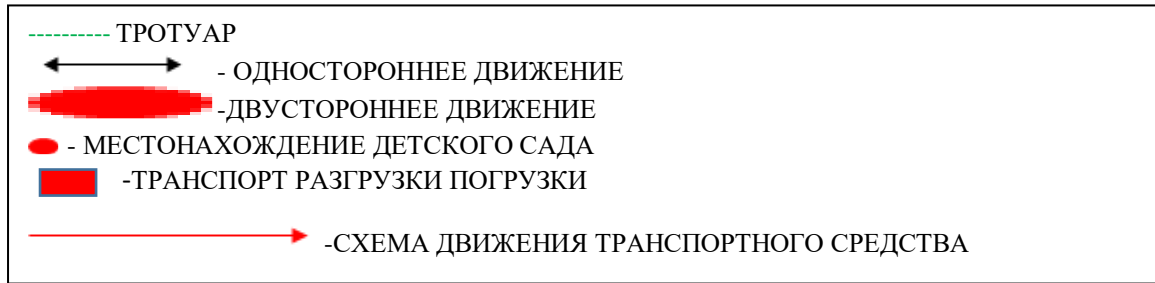 ---------- ТРОТУАР
- ОДНОСТОРОННЕЕ ДВИЖЕНИЕ
-ДВУСТОРОННЕЕ ДВИЖЕНИЕ
- МЕСТОНАХОЖДЕНИЕ ДЕТСКОГО САДА
-ТРАНСПОРТ РАЗГРУЗКИ ПОГРУЗКИ
-СХЕМА ДВИЖЕНИЯ ТРАНСПОРТНОГО СРЕДСТВА